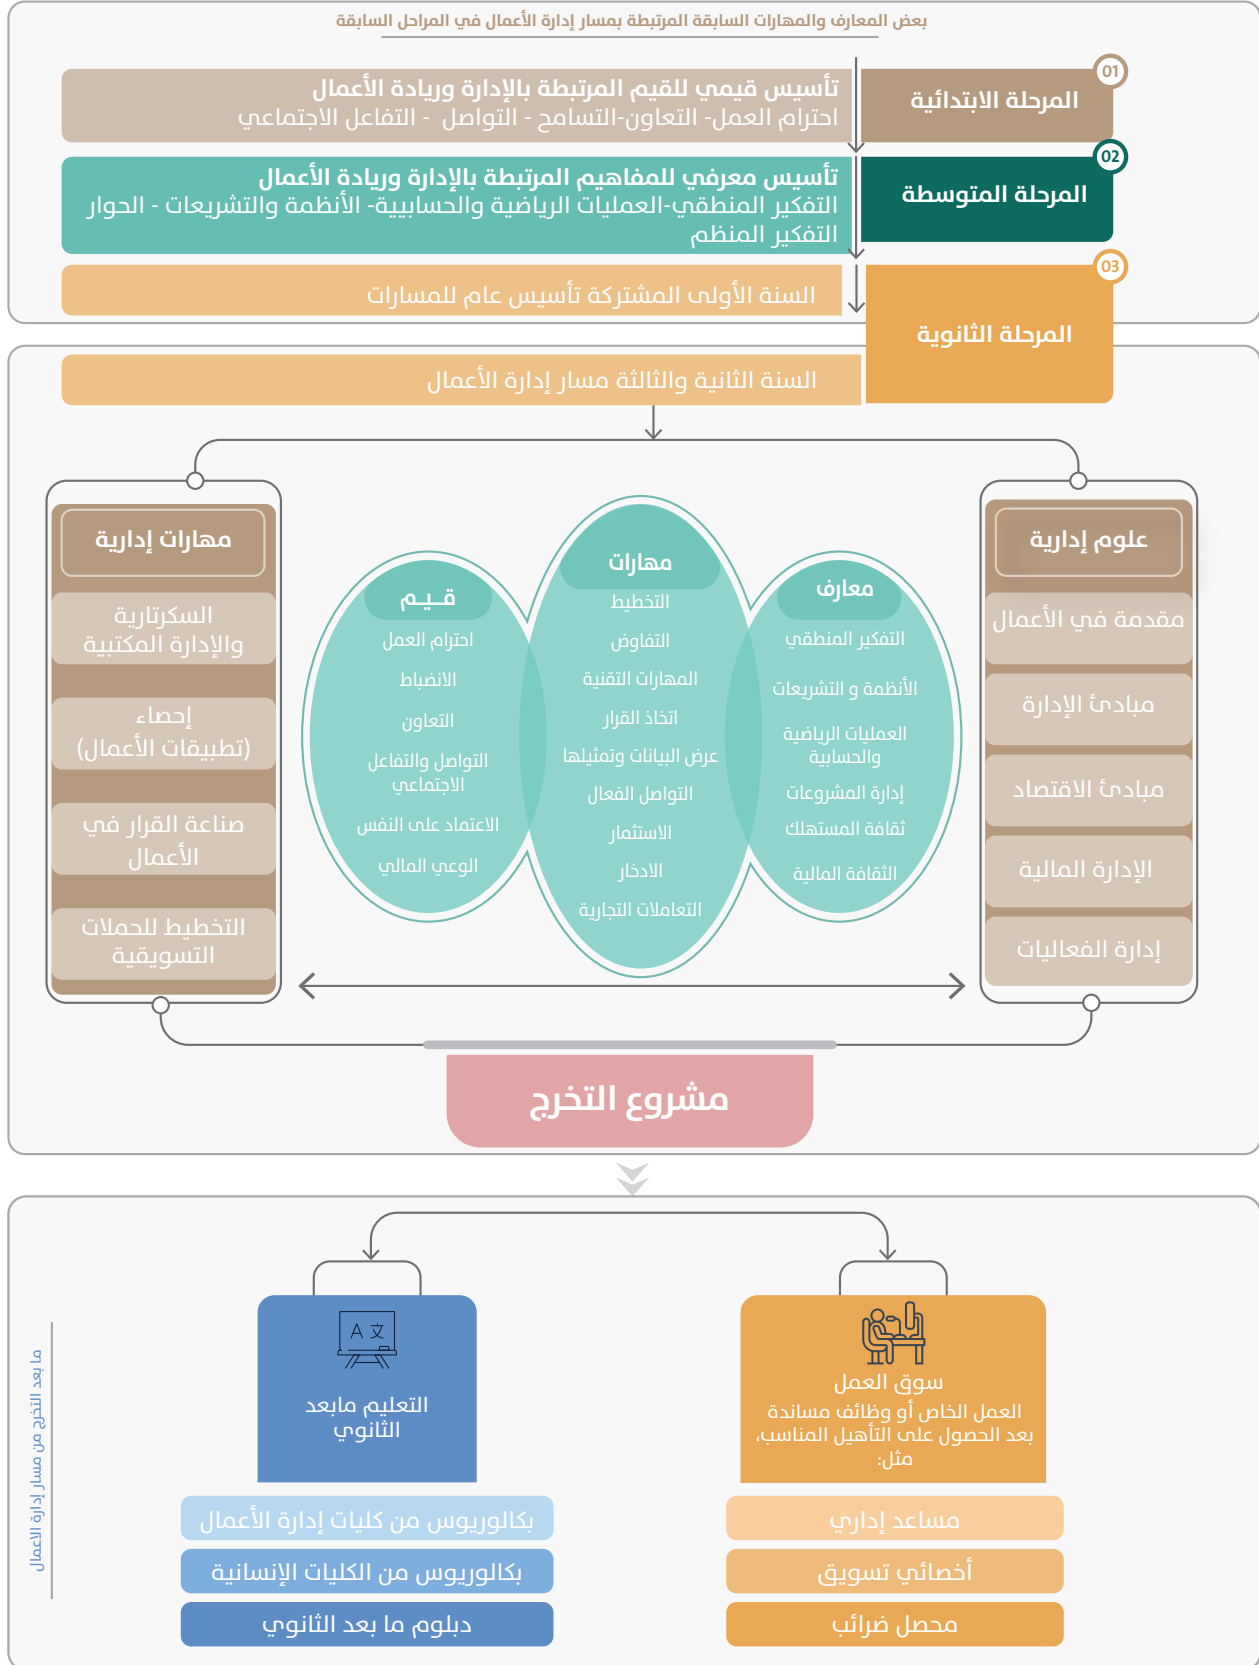 بعض المعارف والمهارات السابقة المرتبطة بمسار إدارة الأعمال في المراحل السابقة
01
المرحلة الابتدائية
تأسيس قيمي للقيم المرتبطة بالإدارة وريادة الأعمال
احترام العمل- التعاون-التسامح - التواصل - التفاعل الاجتماعي
02
المرحلة المتوسطة
تأسيس معرفي للمفاهيم المرتبطة بالإدارة وريادة الأعمال
التفكير المنطقي-العمليات الرياضية والحسابيية- الأنظمة والتشريعات - الحوار
التفكير المنظم
03
المرحلة الثانوية
السنة الأولى المشتركة تأسيس عام للمسارات
السنة الثانية والثالثة مسار إدارة الأعمال
علوم إدارية
مقدمة في الأعمال
مبادئ الإدارة
مبادئ الاقتصاد
الإدارة المالية
إدارة الفعاليات
معارف
التفكير المنطقي
الأنظمة و التشريعات
العمليات الرياضية
والحسابية
إدارة المشروعات
ثقافة المستهلك
الثقافة المالية
مهارات
التخطيط
التفاوض
المهارات التقنية
اتخاذ القرار
عرض البيانات وتمثيلها
التواصل الفعال
الاستثمار
الادخار
التعاملات التجارية
قـــيــم
احترام العمل
الانضباط
التعاون
التواصل والتفاعل
الاجتماعي
الاعتماد على النفس
الوعي المالي
مهارات إدارية
السكرتارية
والإدارة المكتبية
إحصاء
(تطبيقات الأعمال)
صناعة القرار في
الأعمال
التخطيط للحملات
التسويقية
مشروع التخرج
سوق العمل
العمل الخاص أو وظائف مساندة
بعد الحصول على التأهيل المناسب،
مثل:
مساعد إداري
أخصائي تسويق
محصل ضرائب
A 文
التعليم مابعد
الثانوي
بكالوريوس من كليات إدارة الأعمال
بكالوريوس من الكليات الإنسانية
دبلوم ما بعد الثانوي
ما بعد التخرج من مسار إدارة الاعمال